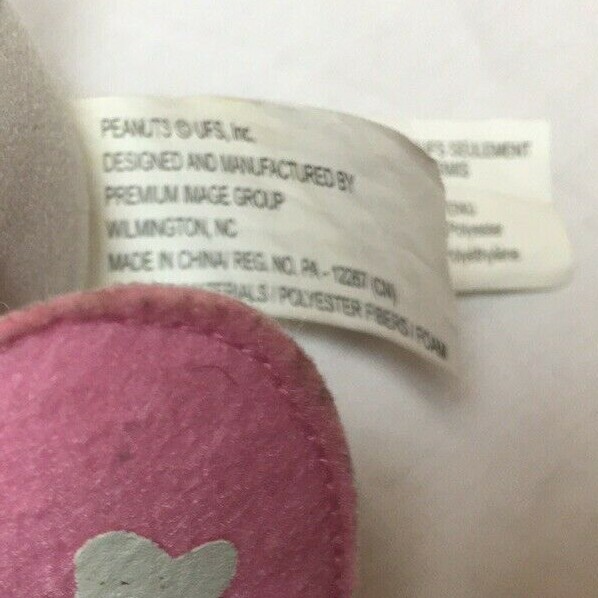 PEANUTS © UFS, Inc.
DESIGNED AND MANUFACTURED BY
PREMIUM IMAGE GROUP
WILMINGTON, NC
MADE IN CHINA/ REG. NO. PA - 12267 (CN)
MATERIALS / POLYESTER FIBERS / FOAM
SEULEMENT
Polyester